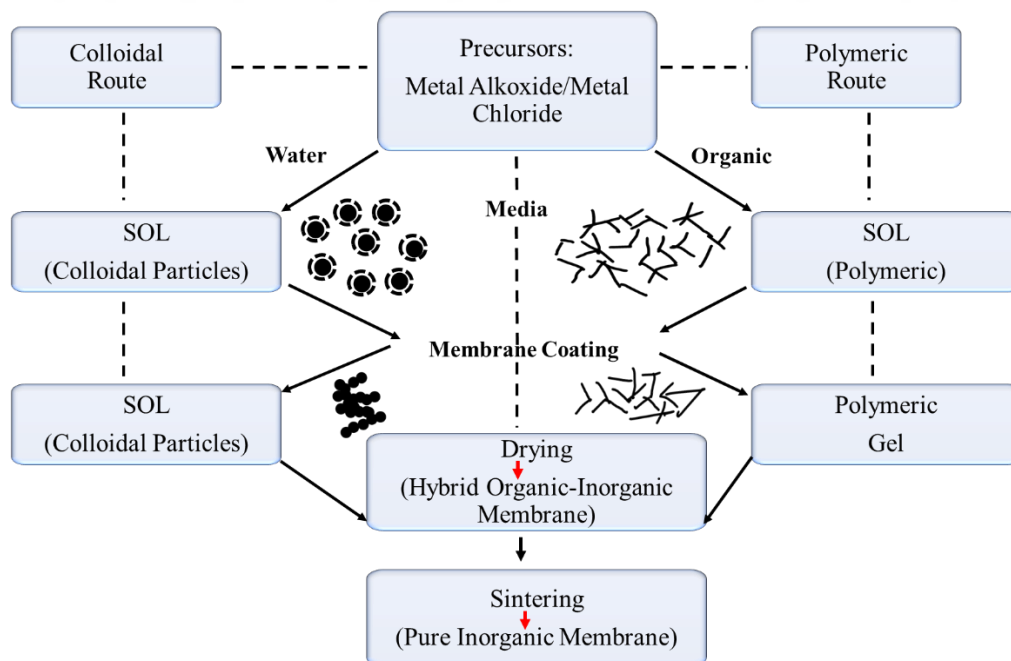 Colloidal
Route
Precursors:
Metal Alkoxide/Metal
Chloride
Polymeric
Route
Water
Organic
Media
SOL
(Colloidal Particles)
SOL
(Polymeric)
Membrane Coating
SOL
(Colloidal Particles)
Polymeric
Gel
Drying
(Hybrid Organic-Inorganic
Membrane)
Sintering
(Pure Inorganic Membrane)